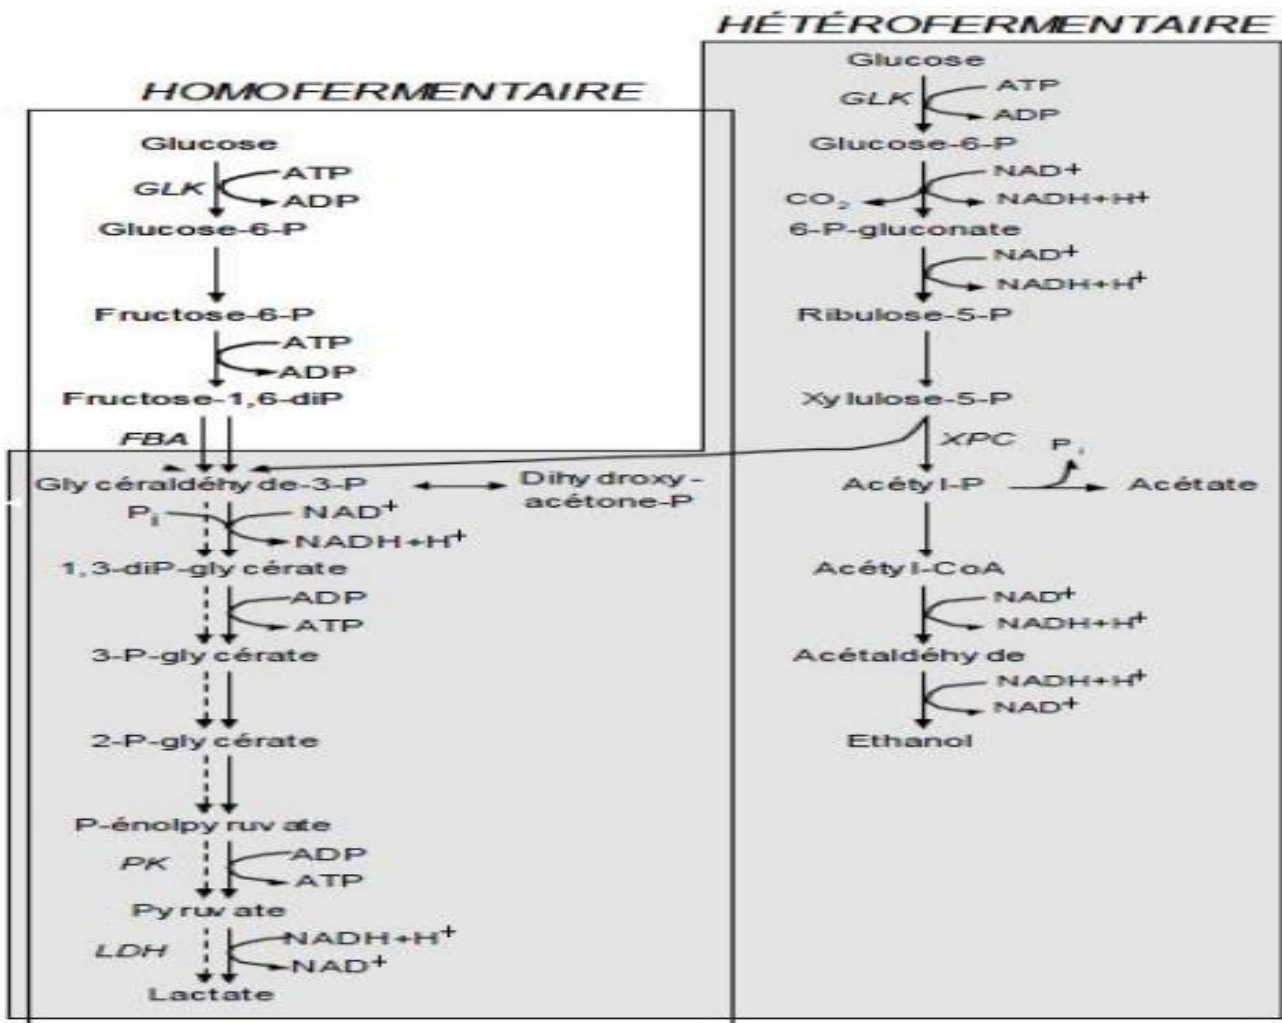 HÉTÉROFERMENTAIRE
HOMOFERMENTAIRE
Glucose
GLK
ATP
ADP
Glucose-6-P
Fructose-6-P
ATP
ADP
Fructose-1,6-diP
FBA
Glycéraldéhyde-3-P
Dihydroxy-
acétone-P
Pi
NAD+
NADH+H+
1,3-diP-glycérate
ADP
ATP
3-P-glycérate
2-P-glycérate
P-énolpyruvate
PK
ADP
ATP
Pyruvate
LDH
NADH+H+
NAD+
Lactate
Glucose
GLK
ATP
ADP
Glucose-6-P
NAD+
CO2
NADH+H+
6-P-gluconate
NAD+
NADH+H+
Ribulose-5-P
Xylulose-5-P
XPC
Pi
Acétyl-P
Acétate
Acétyl-CoA
NAD+
NADH+H+
Acétaldéhyde
NADH+H+
NAD+
Ethanol